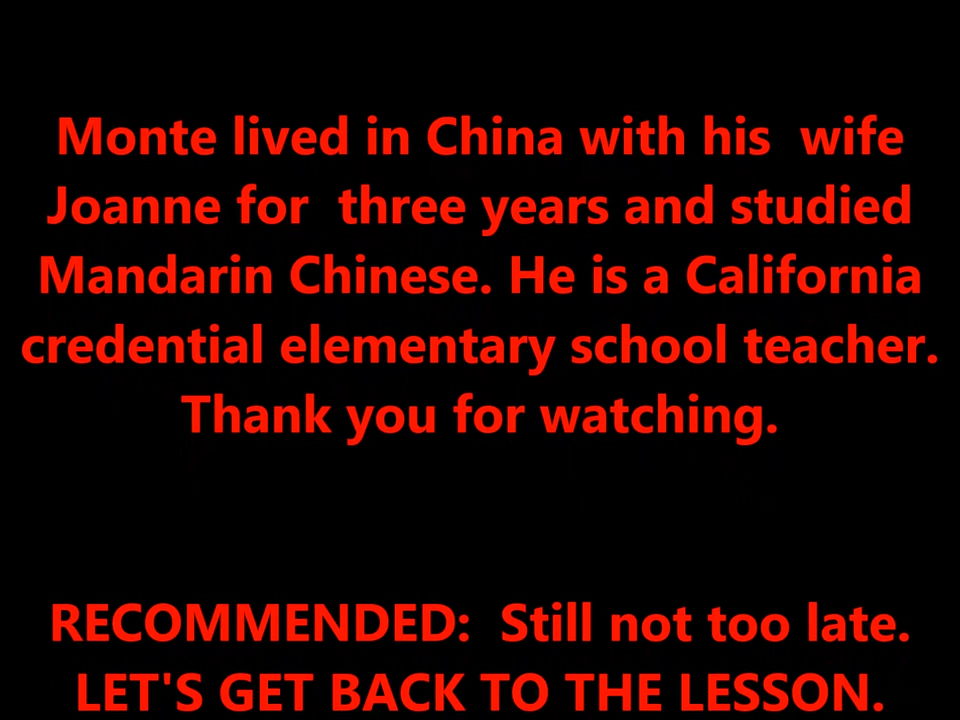 Monte lived in China with his  wife
Joanne for  three years and studied
Mandarin Chinese. He is a California
credential elementary school teacher.
Thank you for watching.
RECOMMENDED:  Still not too late.
LET'S GET BACK TO THE LESSON.